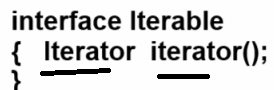 interface Iterable
{ Iterator iterator();
}